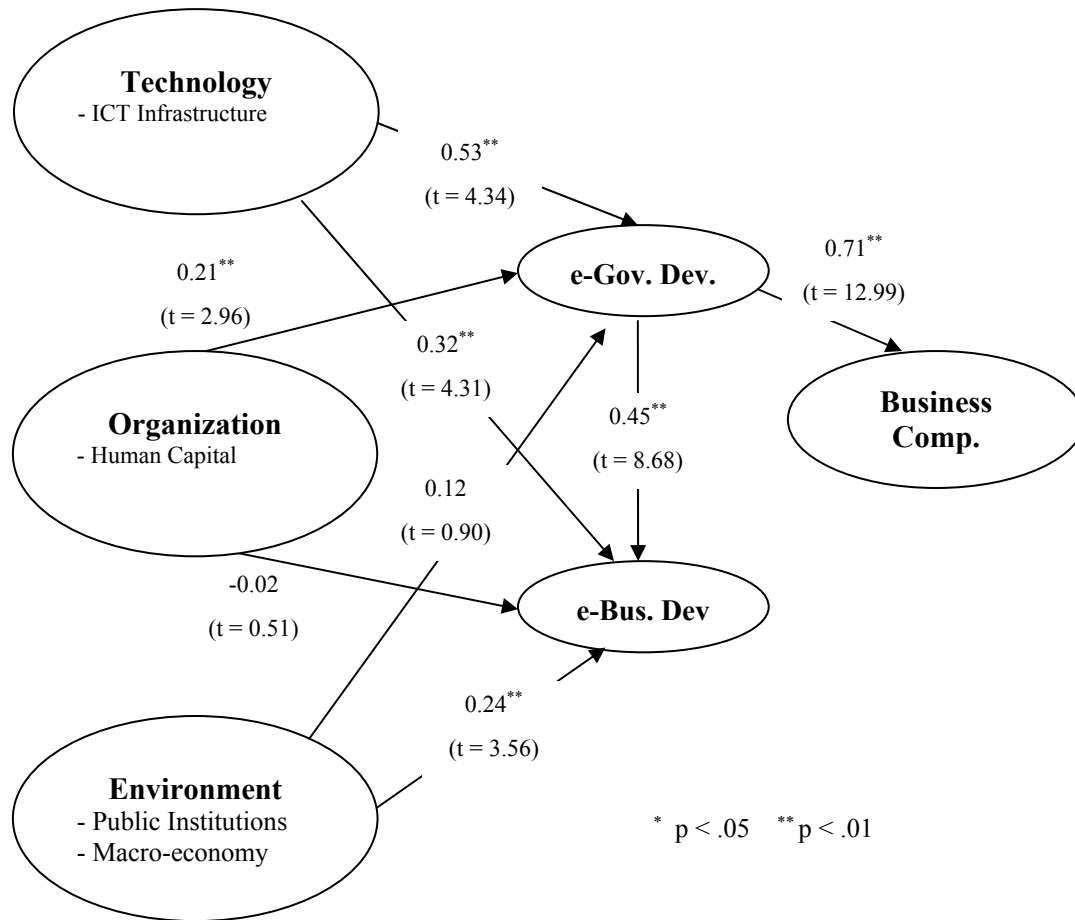 Technology
- ICT Infrastructure
0.53**
(t = 4.34)
0.21**
(t = 2.96)
e-Gov. Dev.
0.71**
(t = 12.99)
0.32**
(t = 4.31)
Organization
- Human Capital
0.45**
(t = 8.68)
Business
Comp.
0.12
(t = 0.90)
-0.02
(t = 0.51)
e-Bus. Dev
0.24**
(t = 3.56)
Environment
- Public Institutions
- Macro-economy
* p < .05 ** p < .01